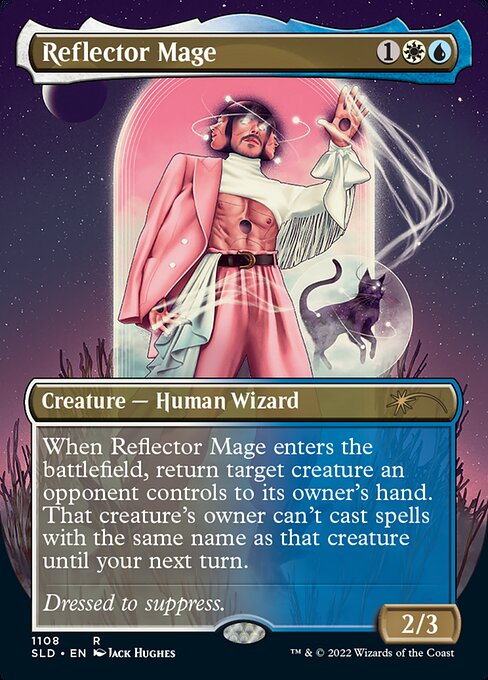 Reflector Mage 1
Creature — Human Wizard
When Reflector Mage enters the
battlefield, return target creature an
opponent controls to its owner's hand.
That creature's owner can't cast spells
with the same name as that creature
until your next turn.
Dressed to suppress.
2/3
1108 R
SLD • EN Jack Hughes
™ & © 2022 Wizards of the Coast